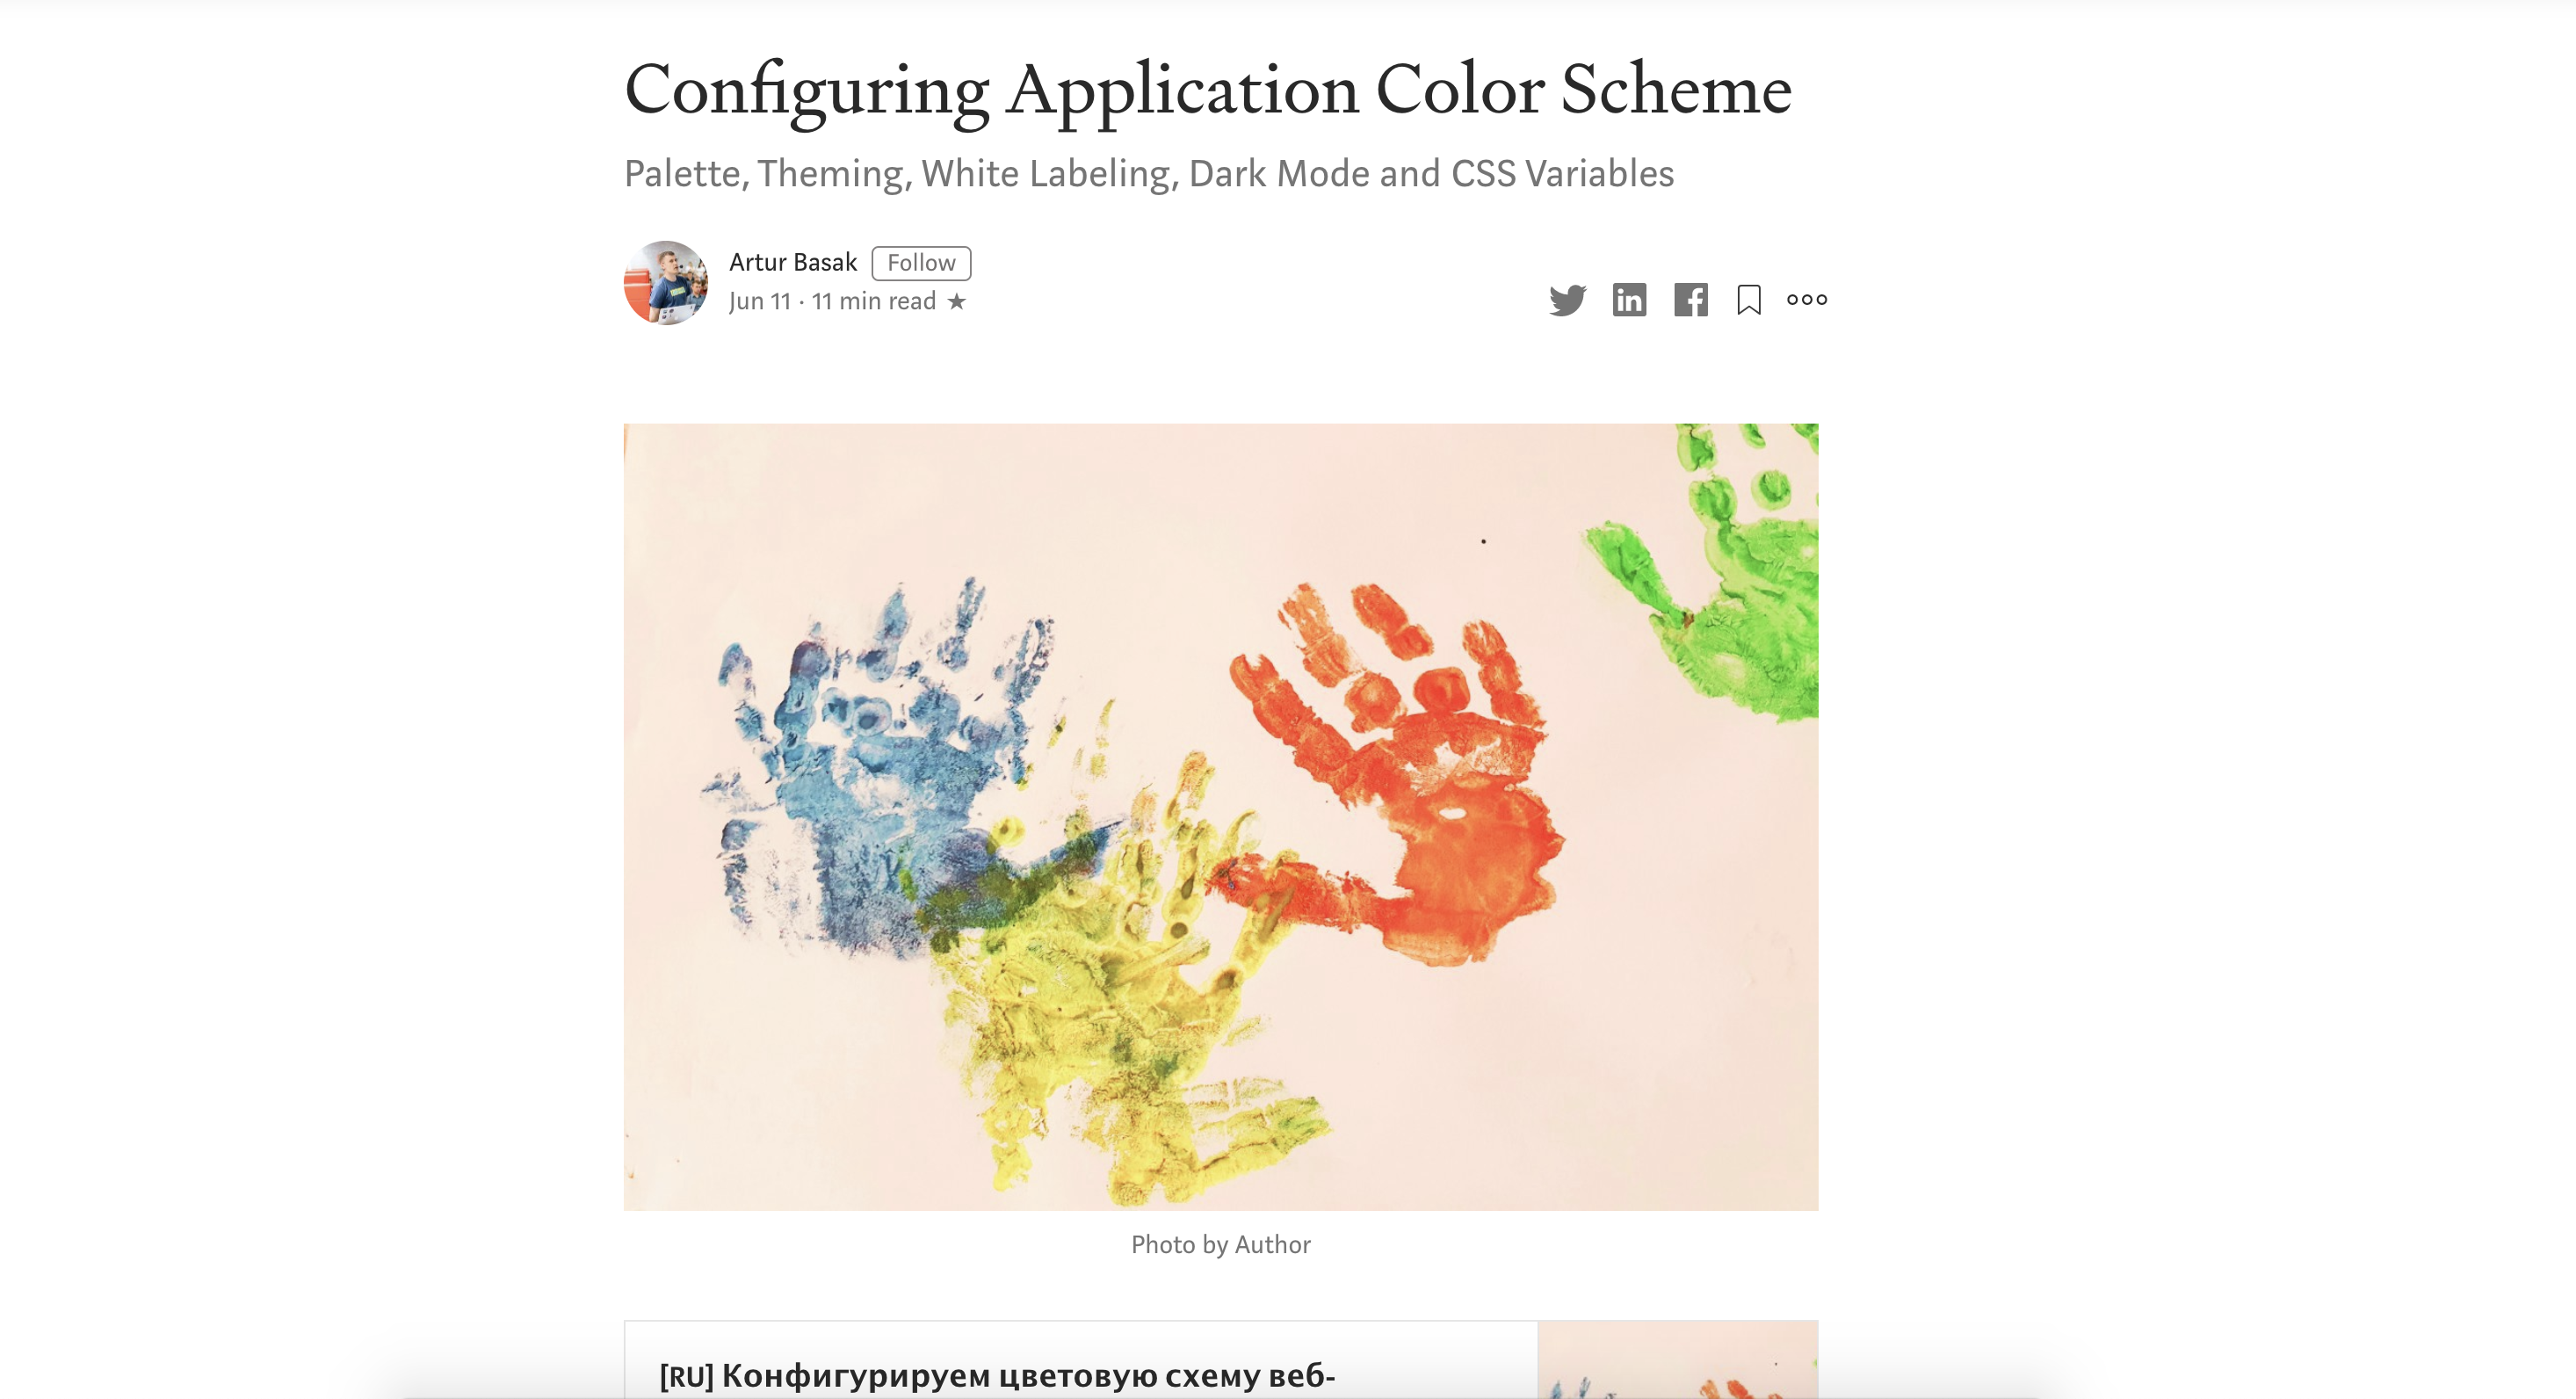 Configuring Application Color Scheme
Palette, Theming, White Labeling, Dark Mode and CSS Variables
Artur Basak Follow
Jun 11 · 11 min read ★
Photo by Author
[RU] Конфигурируем цветовую схему веб-